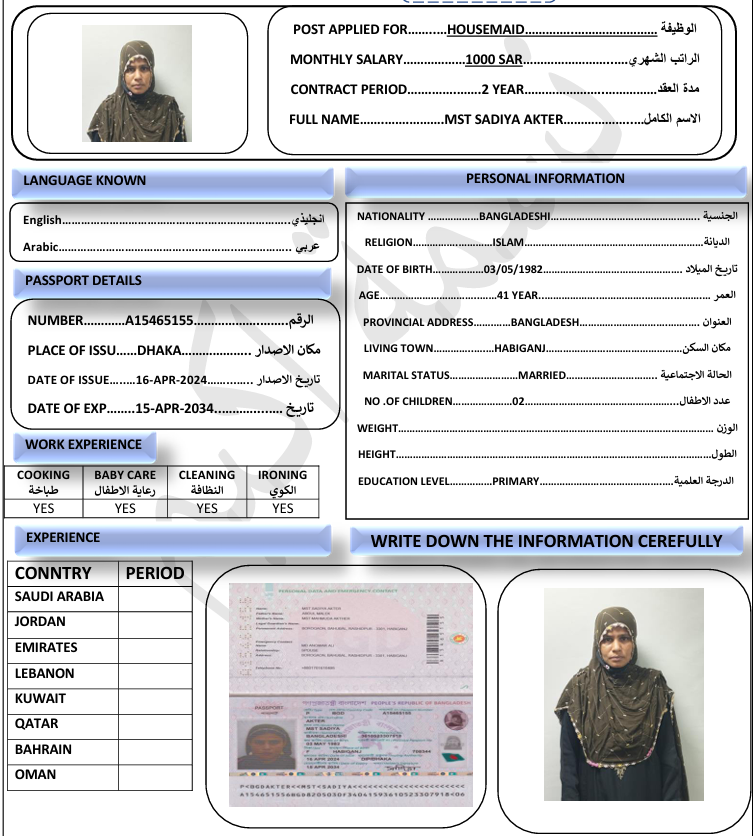 POST APPLIED FOR..........HOUSEMAID........................................ الوظيفة
MONTHLY SALARY...................1000 SAR................................الراتب الشهري
CONTRACT PERIOD......................2 YEAR........................................مدة العقد
FULL NAME.........................MST SADIYA AKTER........................الاسم الكامل
LANGUAGE KNOWN
English..............................................................انجليذي
Arabic............................................................... عربي
PASSPORT DETAILS
NUMBER...........A15465155.........................الرقم
PLACE OF ISSU......DHAKA.................... مكان الاصدار
DATE OF ISSUE.......16-APR-2024............ تاريخ الاصدار
DATE OF EXP.......15-APR-2034.................. تاريخ
WORK EXPERIENCE
COOKING BABY CARE CLEANING IRONING
طباخة رعاية الاطفال النظافة الكوي
YES YES YES YES
PERSONAL INFORMATION
NATIONALITY .................BANGLADESHI.................................................. الجنسية
RELIGION........................ISLAM....................................................الديانة
DATE OF BIRTH.................03/05/1982............................................... تاريخ الميلاد
AGE.......................................41 YEAR.................................................. العمر
PROVINCIAL ADDRESS............BANGLADESH........................................ العنوان
LIVING TOWN ...................HABIGANJ...............................................مكان السكن
MARITAL STATUS.......................MARRIED............................... الحالة الاجتماعية
NO .OF CHILDREN....................02..................................................عدد الاطفال
WEIGHT........................................................................................................ الوزن
HEIGHT........................................................................................................الطول
EDUCATION LEVEL..............PRIMARY.............................................الدرجة العلمية
EXPERIENCE
WRITE DOWN THE INFORMATION CEREFULLY
CONNTRY PERIOD
SAUDI ARABIA
JORDAN
EMIRATES
LEBANON
KUWAIT
QATAR
BAHRAIN
OMAN
PERSONAL DATA AND EMERGENCY CONTACT
MST SADIYA AKTER
PASSPORT
PEOPLE'S REPUBLIC OF BANGLADESH
P BGD A15465155
AKTER
MST SADIYA
BANGLADESHI
03 MAY 1982
F HABIGANJ
16 APR 2024 DIP/DHAKA